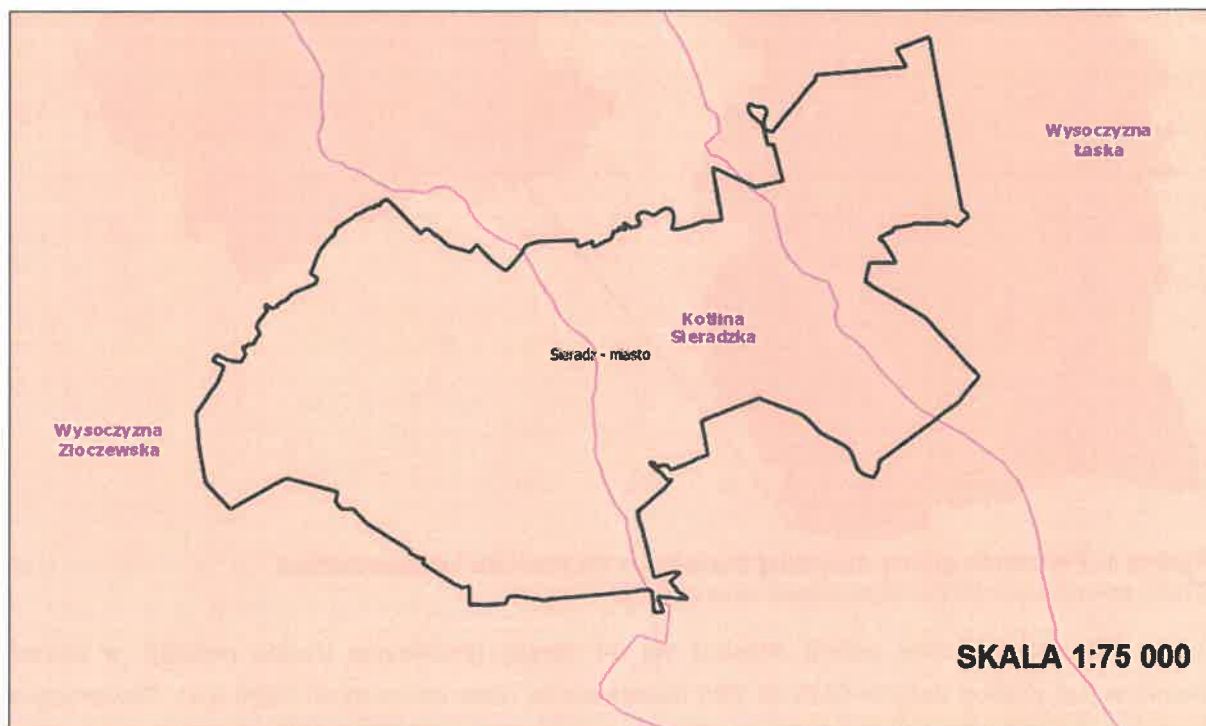 Wysoczyzna
Łaska
Kotlina
Sieradzka
Sieradz - miasto
Wysoczyzna
Złoczewska
SKALA 1:75 000